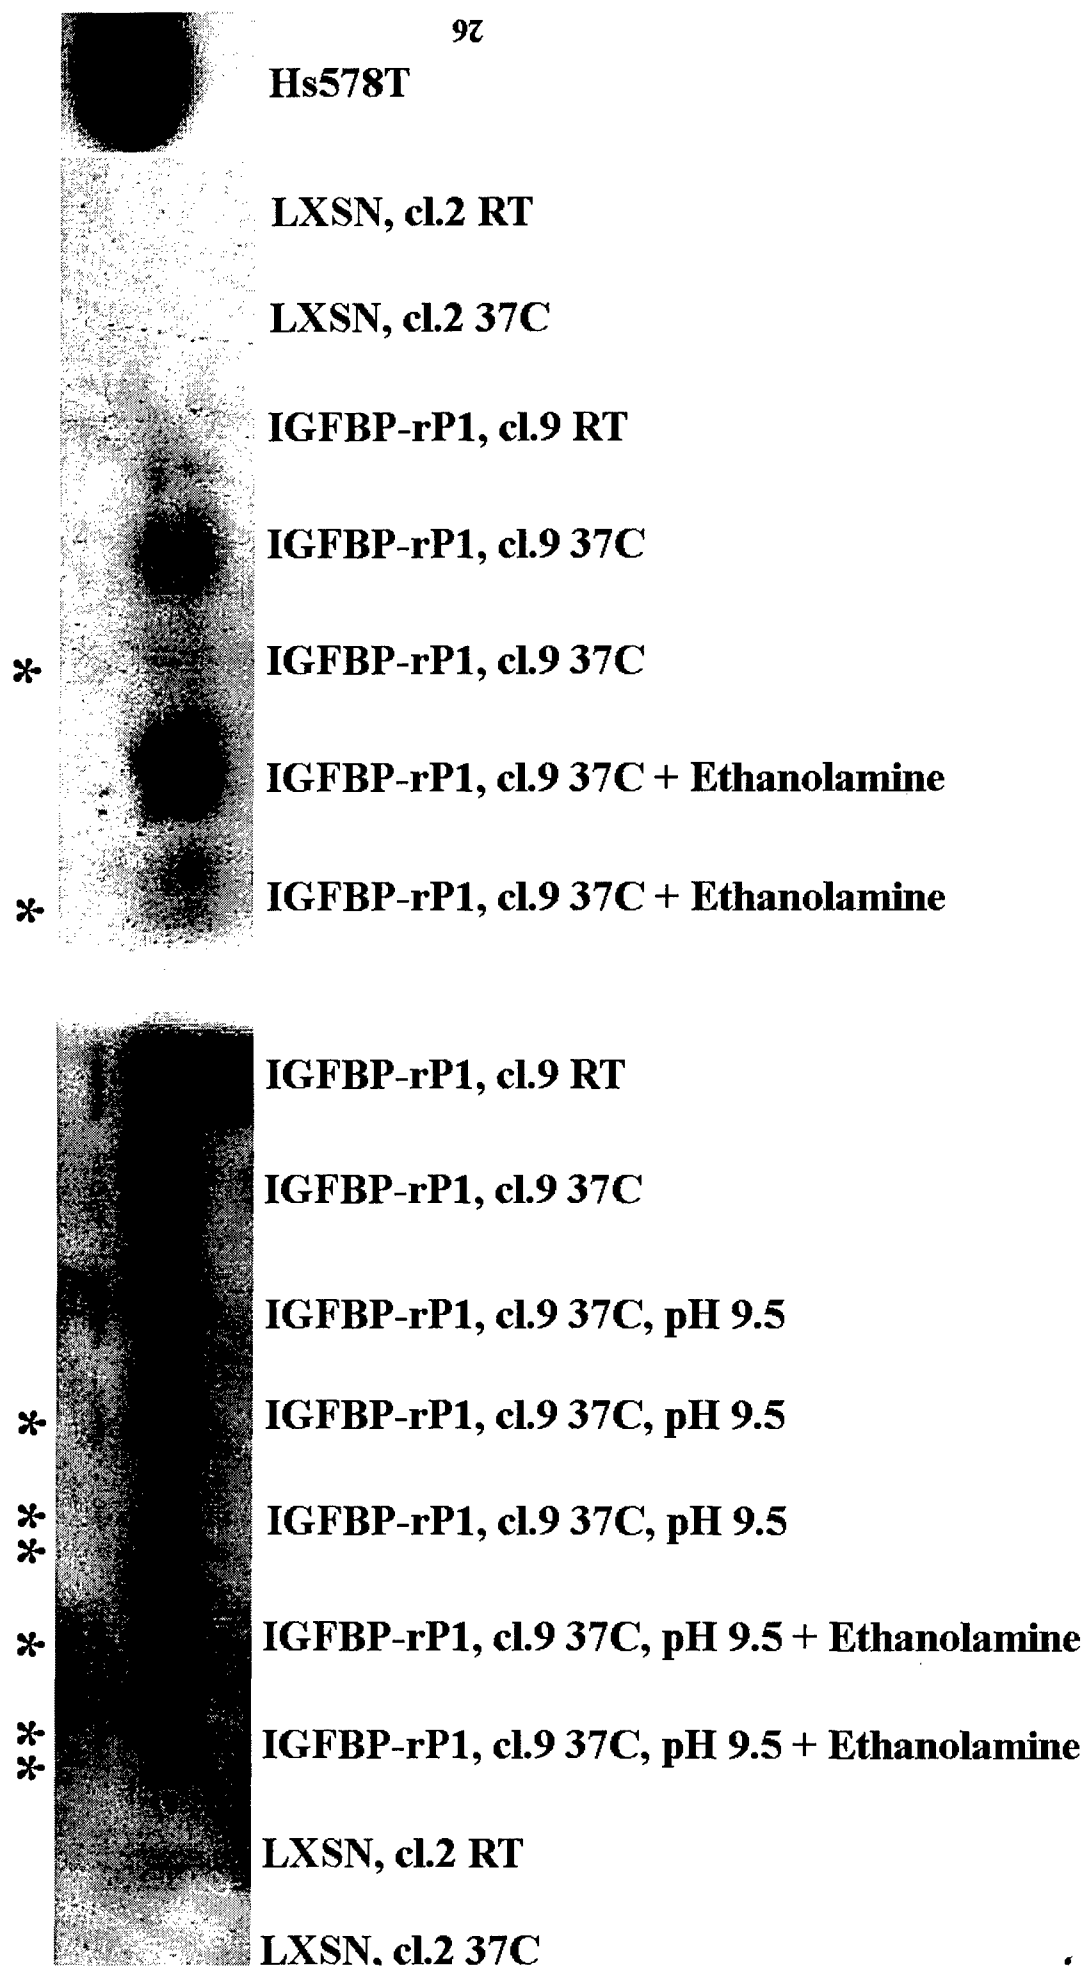 26
Hs578T
LXSN, cl.2 RT
LXSN, cl.2 37C
IGFBP-rP1, cl.9 RT
IGFBP-rP1, cl.9 37C
* IGFBP-rP1, cl.9 37C
IGFBP-rP1, cl.9 37C + Ethanolamine
* IGFBP-rP1, cl.9 37C + Ethanolamine
IGFBP-rP1, cl.9 RT
IGFBP-rP1, cl.9 37C
IGFBP-rP1, cl.9 37C, pH 9.5
* IGFBP-rP1, cl.9 37C, pH 9.5
** IGFBP-rP1, cl.9 37C, pH 9.5
* IGFBP-rP1, cl.9 37C, pH 9.5 + Ethanolamine
** IGFBP-rP1, cl.9 37C, pH 9.5 + Ethanolamine
LXSN, cl.2 RT
LXSN, cl.2 37C